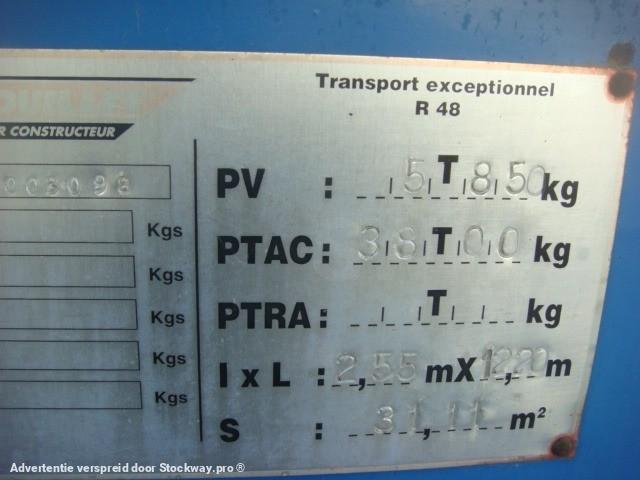 Transport exceptionnel
R 48
R CONSTRUCTEUR
003098
PV : 5 T 850 kg
Kgs
PTAC: 38 T 00 kg
Kgs
PTRA: T kg
Kgs
Kgs
l x L : 2,55 mX 12,20 m
Kgs
S : 31,11 m²
Advertentie verspreid door Stockway.pro ®